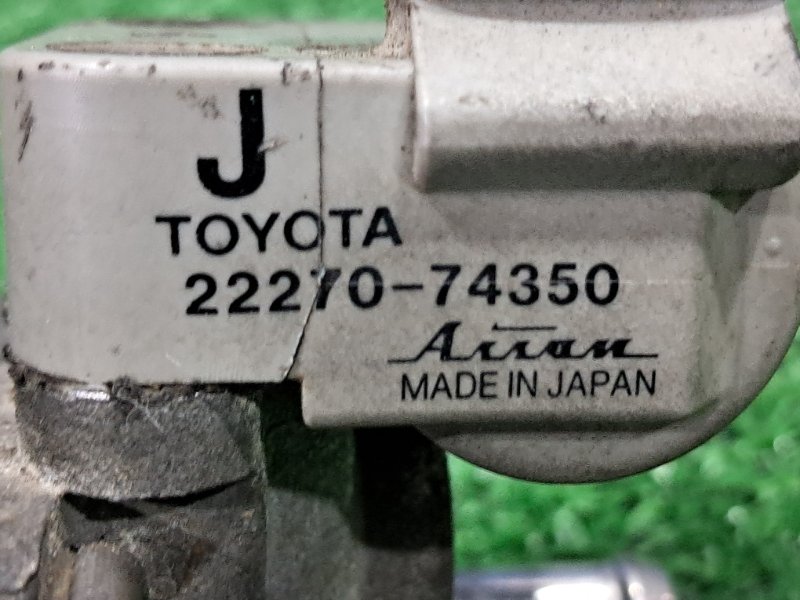 J
TOYOTA
22270-74350
Aisan
MADE IN JAPAN